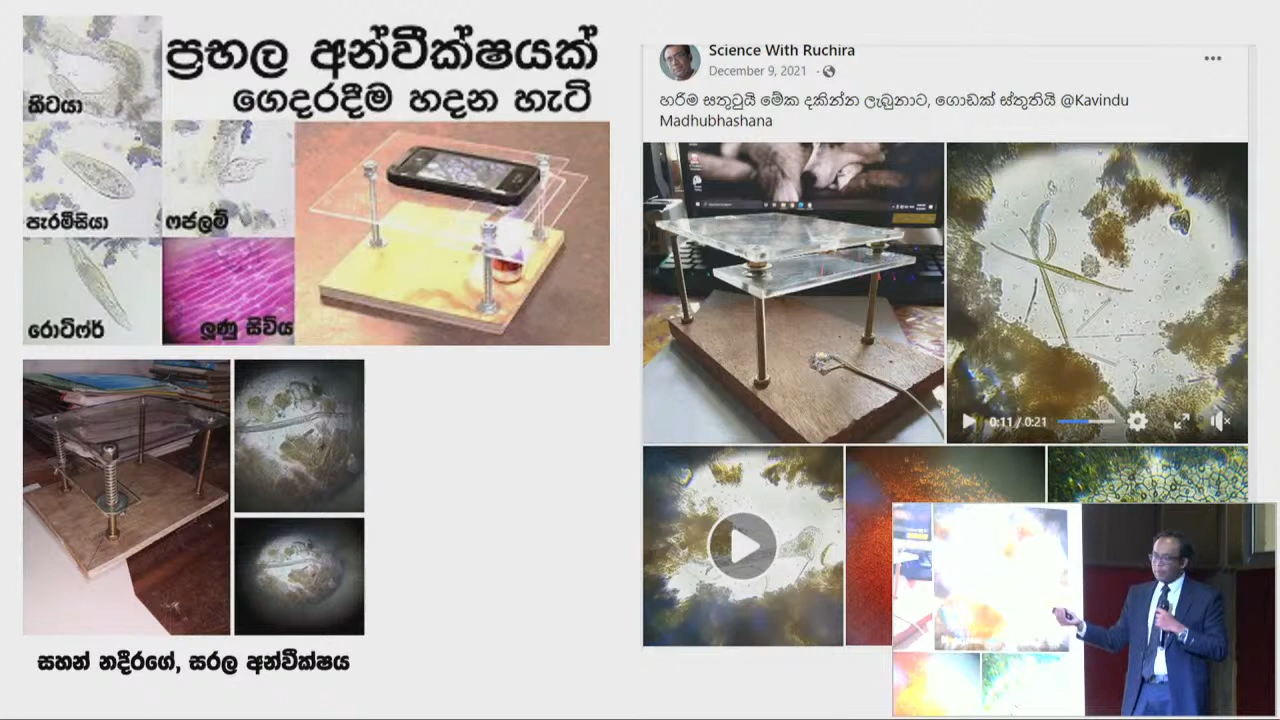 ප්‍රභල අන්වීක්ෂයක්
ගෙදරදීම හදන හැටි
කීටයා
පැරමීසියා
ෆජලම්
රොටිෆර්
ලූණු සිවිය
සහන් නදීරගේ, සරල අන්වීක්ෂය
Science With Ruchira
December 9, 2021 ·
හරිම සතුටුයි මේක දකින්න ලැබුනාට, ගොඩක් ස්තුතියි @Kavindu
Madhubhashana
0:11 / 0:21